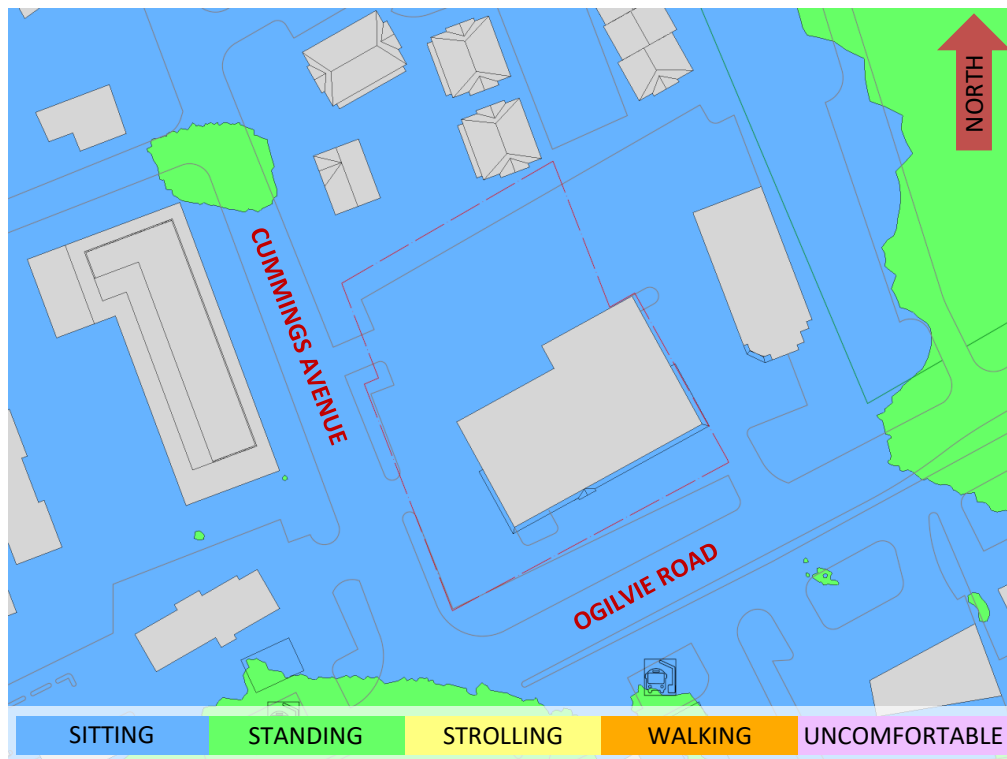 NORTH
CUMMINGS AVENUE
OGILVIE ROAD
SITTING
STANDING
STROLLING
WALKING
UNCOMFORTABLE